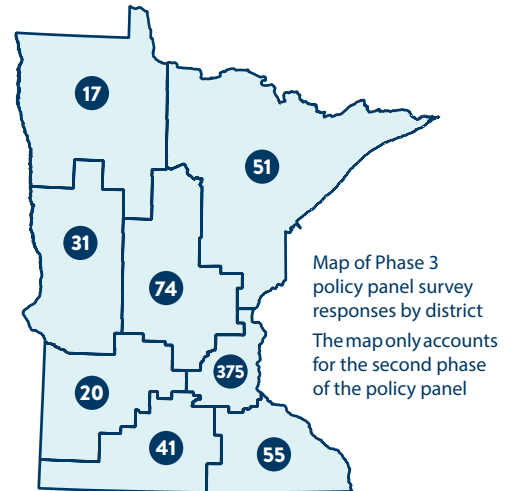 17
51
31
74
Map of Phase 3
policy panel survey
responses by district
The map only accounts
for the second phase
of the policy panel
375
20
41
55